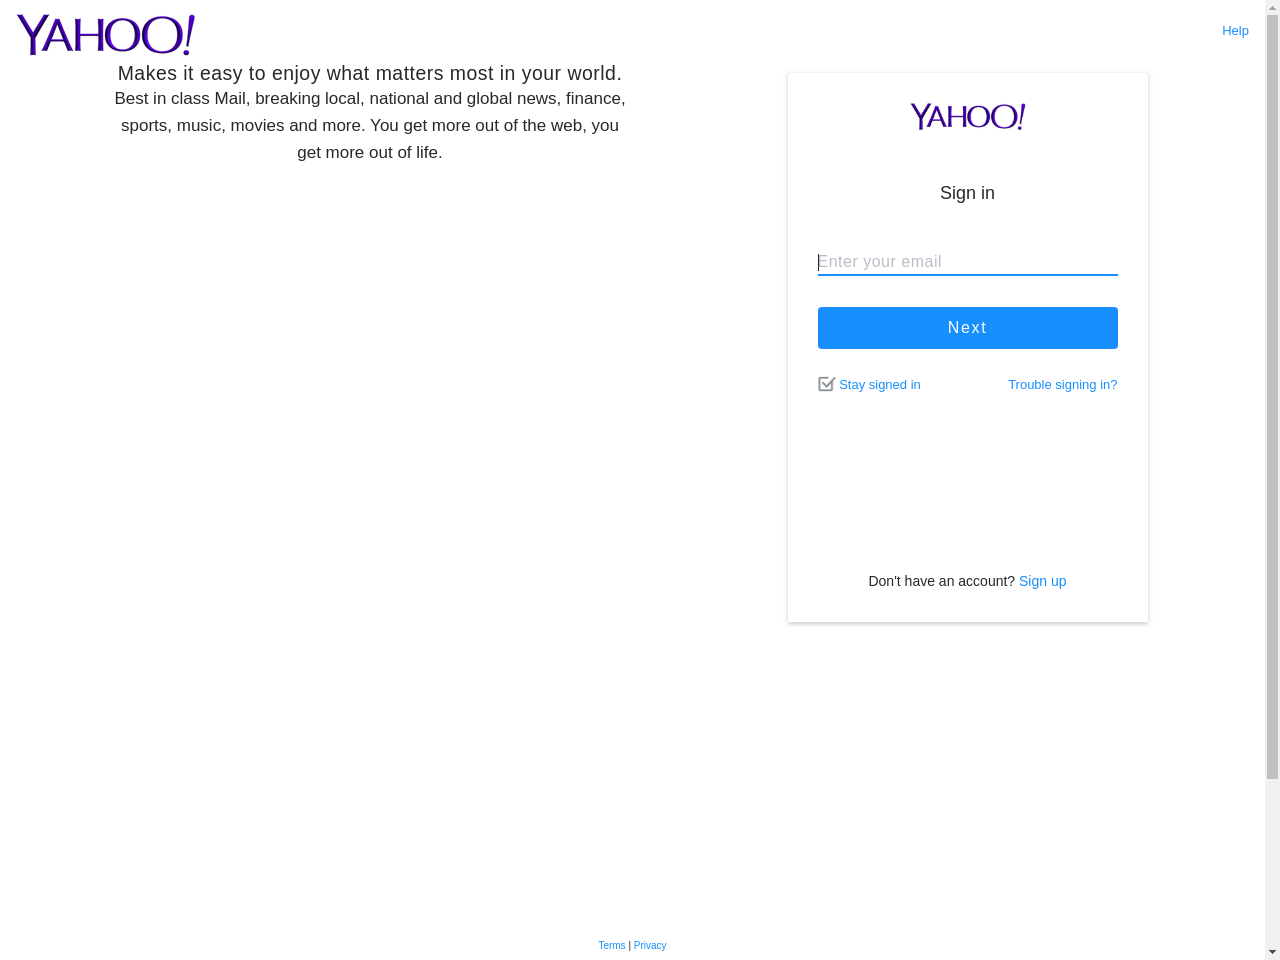 YAHOO!
Help
Makes it easy to enjoy what matters most in your world.
Best in class Mail, breaking local, national and global news, finance,
sports, music, movies and more. You get more out of the web, you
get more out of life.
YAHOO!
Sign in
Enter your email
Next
Stay signed in
Trouble signing in?
Don't have an account? Sign up
Terms | Privacy